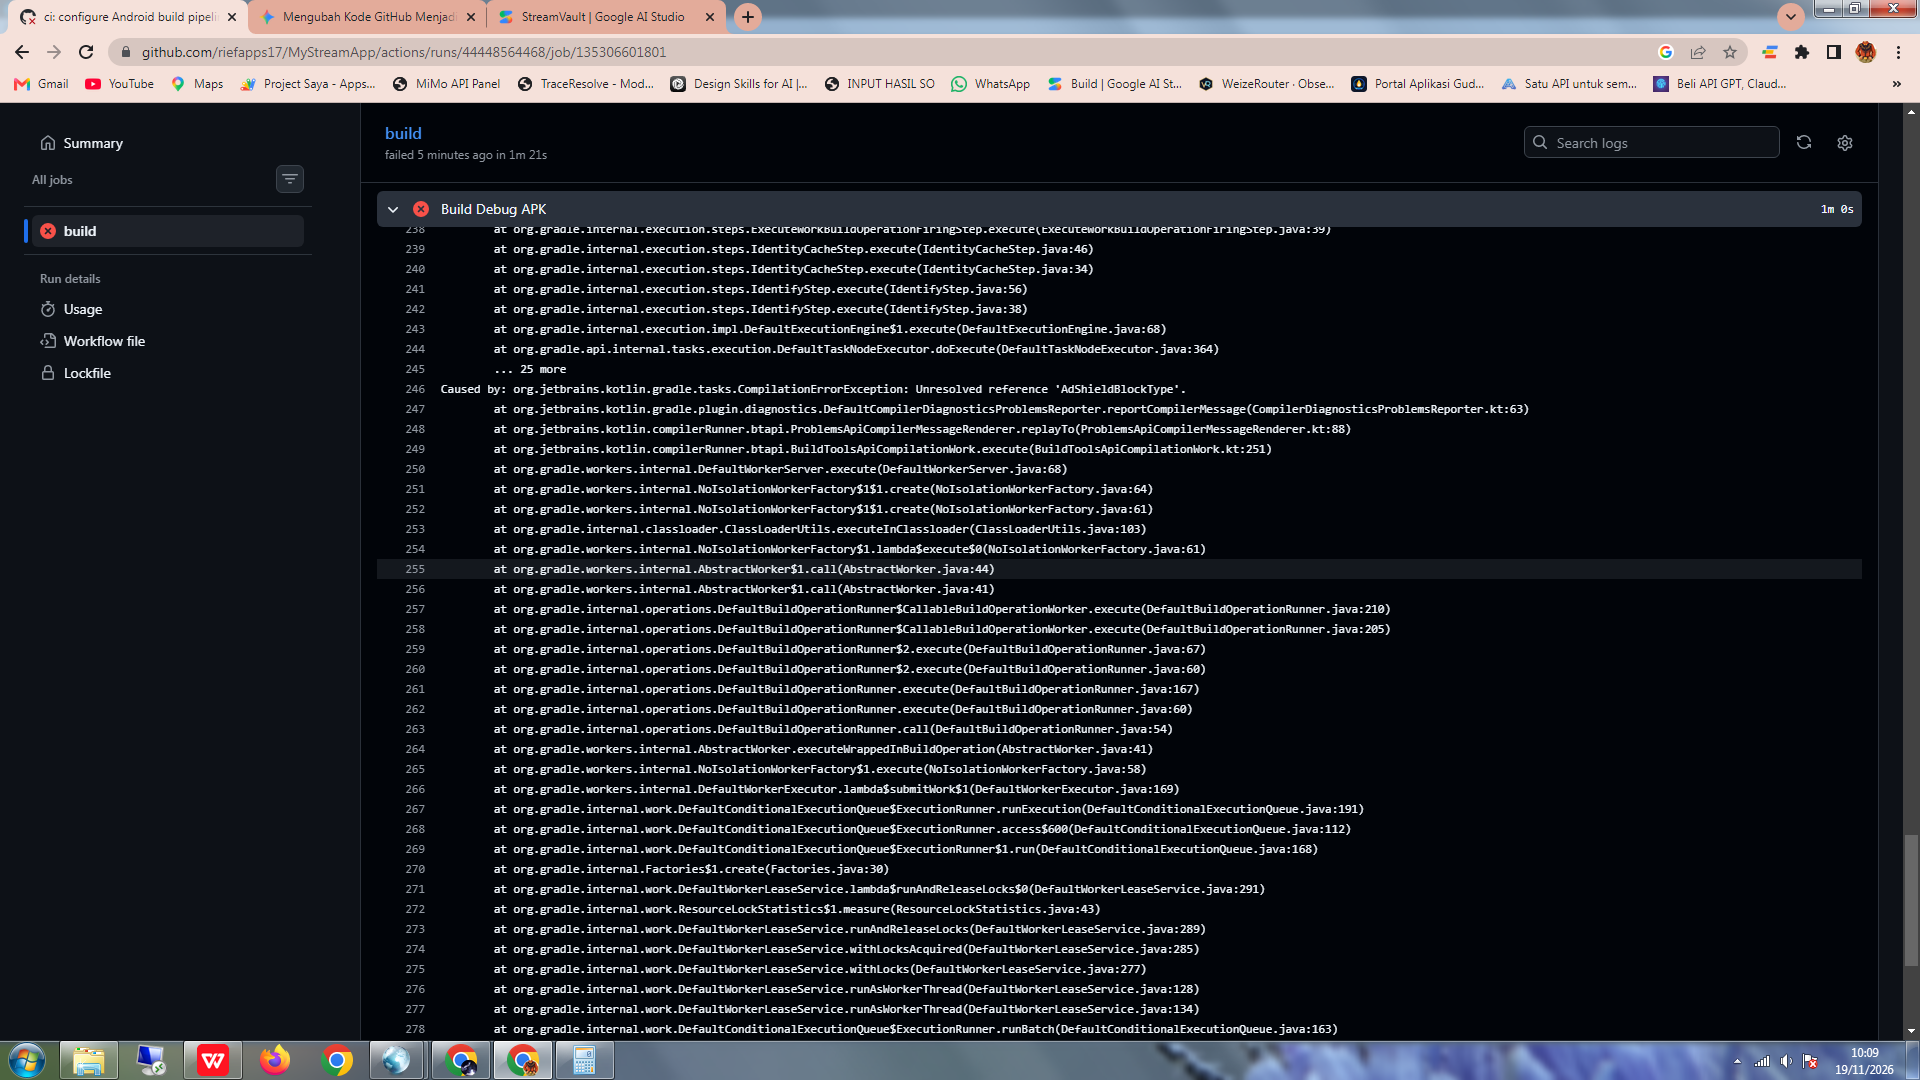 ci: configure Android build pipeli
Mengubah Kode GitHub Menjadi
StreamVault | Google AI Studio
github.com/riefapps17/MyStreamApp/actions/runs/44448564468/job/135306601801
Gmail
YouTube
Maps
Project Saya - Apps...
MiMo API Panel
TraceResolve - Mod...
Design Skills for AI |...
INPUT HASIL SO
WhatsApp
Build | Google AI St...
WeizeRouter · Obse...
Portal Aplikasi Gud...
Satu API untuk sem...
Beli API GPT, Claud...
Summary
All jobs
build
Run details
Usage
Workflow file
Lockfile
build
failed 5 minutes ago in 1m 21s
Search logs
Build Debug APK
1m 0s
238 at org.gradle.internal.execution.steps.ExecuteWorkBuildOperationFiringStep.execute(ExecuteWorkBuildOperationFiringStep.java:39)
239 at org.gradle.internal.execution.steps.IdentityCacheStep.execute(IdentityCacheStep.java:46)
240 at org.gradle.internal.execution.steps.IdentityCacheStep.execute(IdentityCacheStep.java:34)
241 at org.gradle.internal.execution.steps.IdentifyStep.execute(IdentifyStep.java:56)
242 at org.gradle.internal.execution.steps.IdentifyStep.execute(IdentifyStep.java:38)
243 at org.gradle.internal.execution.impl.DefaultExecutionEngine$1.execute(DefaultExecutionEngine.java:68)
244 at org.gradle.api.internal.tasks.execution.DefaultTaskNodeExecutor.doExecute(DefaultTaskNodeExecutor.java:364)
245 ... 25 more
246 Caused by: org.jetbrains.kotlin.gradle.tasks.CompilationErrorException: Unresolved reference 'AdShieldBlockType'.
247 at org.jetbrains.kotlin.gradle.plugin.diagnostics.DefaultCompilerDiagnosticsProblemsReporter.reportCompilerMessage(CompilerDiagnosticsProblemsReporter.kt:63)
248 at org.jetbrains.kotlin.compilerRunner.btapi.ProblemsApiCompilerMessageRenderer.replayTo(ProblemsApiCompilerMessageRenderer.kt:88)
249 at org.jetbrains.kotlin.compilerRunner.btapi.BuildToolsApiCompilationWork.execute(BuildToolsApiCompilationWork.kt:251)
250 at org.gradle.workers.internal.DefaultWorkerServer.execute(DefaultWorkerServer.java:68)
251 at org.gradle.workers.internal.NoIsolationWorkerFactory$1$1.create(NoIsolationWorkerFactory.java:64)
252 at org.gradle.workers.internal.NoIsolationWorkerFactory$1$1.create(NoIsolationWorkerFactory.java:61)
253 at org.gradle.internal.classloader.ClassLoaderUtils.executeInClassloader(ClassLoaderUtils.java:103)
254 at org.gradle.workers.internal.NoIsolationWorkerFactory$1.lambda$execute$0(NoIsolationWorkerFactory.java:61)
255 at org.gradle.workers.internal.AbstractWorker$1.call(AbstractWorker.java:44)
256 at org.gradle.workers.internal.AbstractWorker$1.call(AbstractWorker.java:41)
257 at org.gradle.internal.operations.DefaultBuildOperationRunner$CallableBuildOperationWorker.execute(DefaultBuildOperationRunner.java:210)
258 at org.gradle.internal.operations.DefaultBuildOperationRunner$CallableBuildOperationWorker.execute(DefaultBuildOperationRunner.java:205)
259 at org.gradle.internal.operations.DefaultBuildOperationRunner$2.execute(DefaultBuildOperationRunner.java:67)
260 at org.gradle.internal.operations.DefaultBuildOperationRunner$2.execute(DefaultBuildOperationRunner.java:60)
261 at org.gradle.internal.operations.DefaultBuildOperationRunner.execute(DefaultBuildOperationRunner.java:167)
262 at org.gradle.internal.operations.DefaultBuildOperationRunner.execute(DefaultBuildOperationRunner.java:60)
263 at org.gradle.internal.operations.DefaultBuildOperationRunner.call(DefaultBuildOperationRunner.java:54)
264 at org.gradle.workers.internal.AbstractWorker.executeWrappedInBuildOperation(AbstractWorker.java:41)
265 at org.gradle.workers.internal.NoIsolationWorkerFactory$1.execute(NoIsolationWorkerFactory.java:58)
266 at org.gradle.workers.internal.DefaultWorkerExecutor.lambda$submitWork$1(DefaultWorkerExecutor.java:169)
267 at org.gradle.internal.work.DefaultConditionalExecutionQueue$ExecutionRunner.runExecution(DefaultConditionalExecutionQueue.java:191)
268 at org.gradle.internal.work.DefaultConditionalExecutionQueue$ExecutionRunner.access$600(DefaultConditionalExecutionQueue.java:112)
269 at org.gradle.internal.work.DefaultConditionalExecutionQueue$ExecutionRunner$1.run(DefaultConditionalExecutionQueue.java:168)
270 at org.gradle.internal.Factories$1.create(Factories.java:30)
271 at org.gradle.internal.work.DefaultWorkerLeaseService.lambda$runAndReleaseLocks$0(DefaultWorkerLeaseService.java:291)
272 at org.gradle.internal.work.ResourceLockStatistics$1.measure(ResourceLockStatistics.java:43)
273 at org.gradle.internal.work.DefaultWorkerLeaseService.runAndReleaseLocks(DefaultWorkerLeaseService.java:289)
274 at org.gradle.internal.work.DefaultWorkerLeaseService.withLocksAcquired(DefaultWorkerLeaseService.java:285)
275 at org.gradle.internal.work.DefaultWorkerLeaseService.withLocks(DefaultWorkerLeaseService.java:277)
276 at org.gradle.internal.work.DefaultWorkerLeaseService.runAsWorkerThread(DefaultWorkerLeaseService.java:128)
277 at org.gradle.internal.work.DefaultWorkerLeaseService.runAsWorkerThread(DefaultWorkerLeaseService.java:134)
278 at org.gradle.internal.work.DefaultConditionalExecutionQueue$ExecutionRunner.runBatch(DefaultConditionalExecutionQueue.java:163)
10:09
19/11/2026